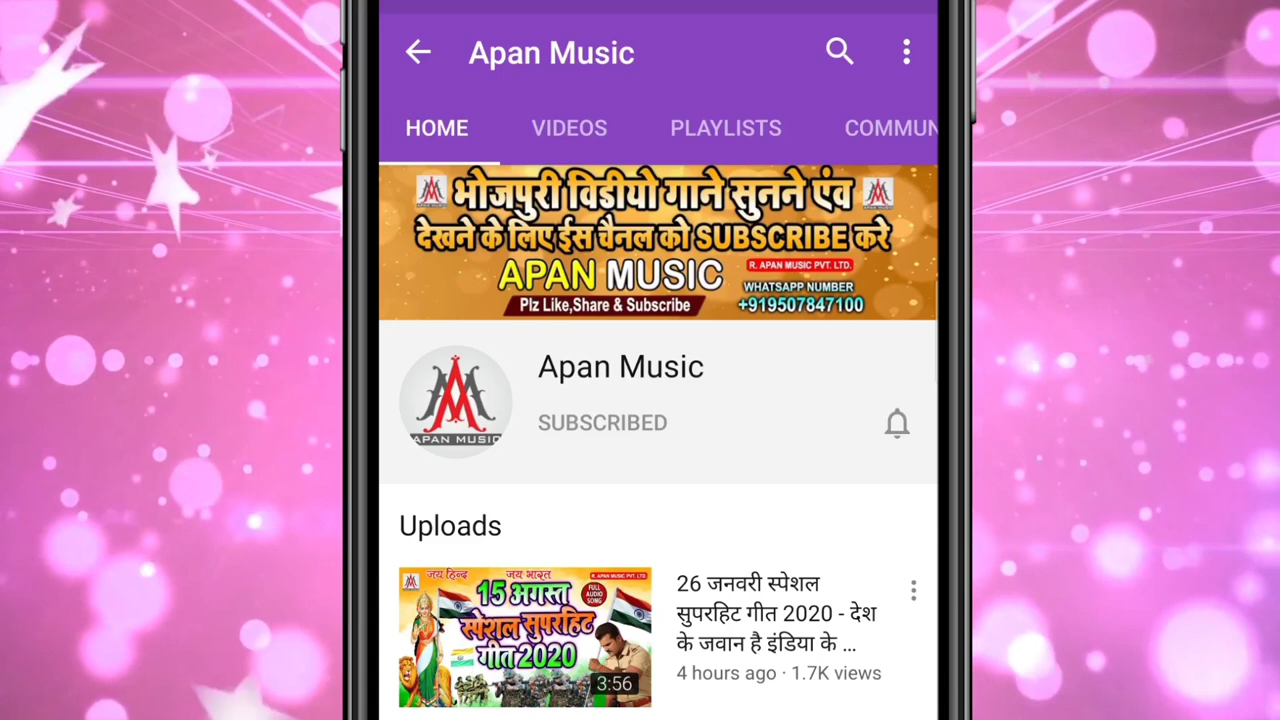 Apan Music
HOME VIDEOS PLAYLISTS COMMUN
भोजपुरी विडीयो गाने सुनने एंव
देखने के लिए ईस चैनल को SUBSCRIBE करे
APAN MUSIC
R. APAN MUSIC PVT. LTD.
WHATSAPP NUMBER
Plz Like,Share & Subscribe
+919507847100
Apan Music
SUBSCRIBED
APAN MUSIC
Uploads
जय हिन्द जय भारत
R. APAN MUSIC PVT. LTD
15 अगस्त
FULL
AUDIO
SONG
स्पेशल सुपरहिट
गीत 2020
3:56
26 जनवरी स्पेशल
सुपरहिट गीत 2020 - देश
के जवान है इंडिया के ...
4 hours ago · 1.7K views